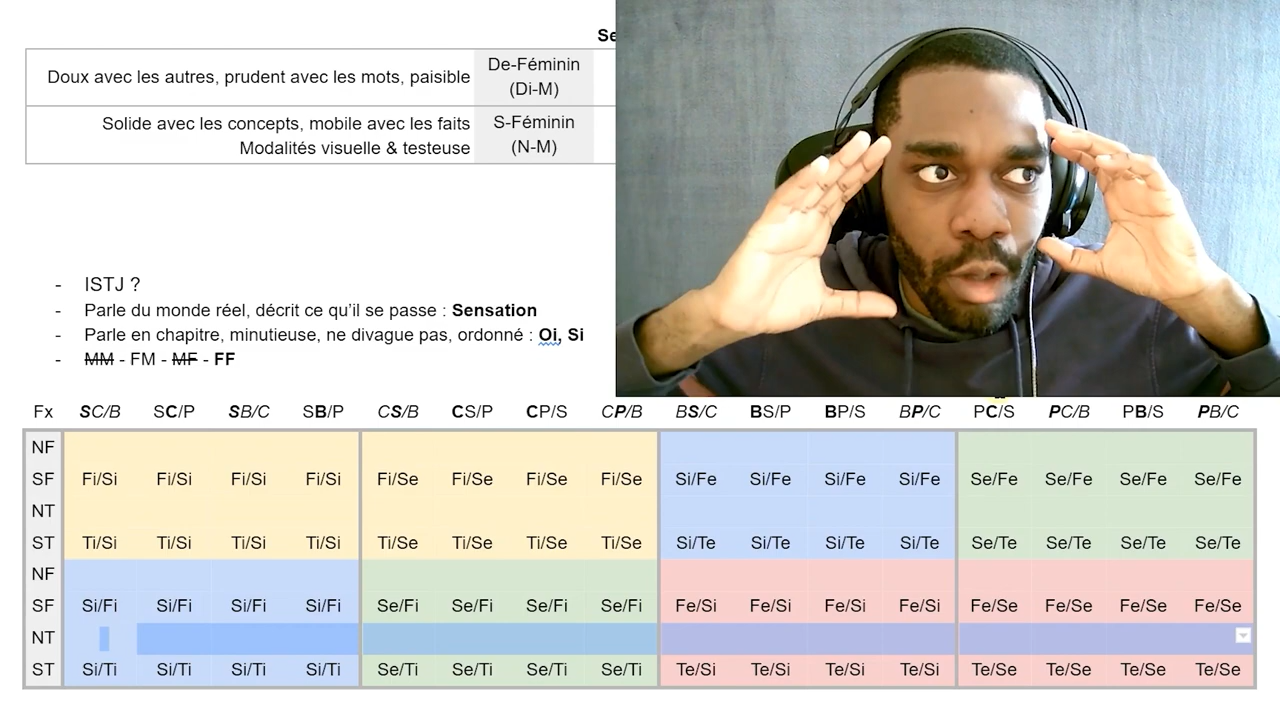 Se
Doux avec les autres, prudent avec les mots, paisible De-Féminin (Di-M)
Solide avec les concepts, mobile avec les faits S-Féminin
Modalités visuelle & testeuse (N-M)
- ISTJ ?
- Parle du monde réel, décrit ce qu'il se passe : Sensation
- Parle en chapitre, minutieuse, ne divague pas, ordonné : Oi, Si
- MM - FM - MF - FF
Fx SC/B SC/P SB/C SB/P CS/B CS/P CP/S CP/B BS/C BS/P BP/S BP/C PC/S PC/B PB/S PB/C
NF
SF Fi/Si Fi/Si Fi/Si Fi/Si Fi/Se Fi/Se Fi/Se Fi/Se Si/Fe Si/Fe Si/Fe Si/Fe Se/Fe Se/Fe Se/Fe Se/Fe
NT
ST Ti/Si Ti/Si Ti/Si Ti/Si Ti/Se Ti/Se Ti/Se Ti/Se Si/Te Si/Te Si/Te Si/Te Se/Te Se/Te Se/Te Se/Te
NF
SF Si/Fi Si/Fi Si/Fi Si/Fi Se/Fi Se/Fi Se/Fi Se/Fi Fe/Si Fe/Si Fe/Si Fe/Si Fe/Se Fe/Se Fe/Se Fe/Se
NT
ST Si/Ti Si/Ti Si/Ti Si/Ti Se/Ti Se/Ti Se/Ti Se/Ti Te/Si Te/Si Te/Si Te/Si Te/Se Te/Se Te/Se Te/Se